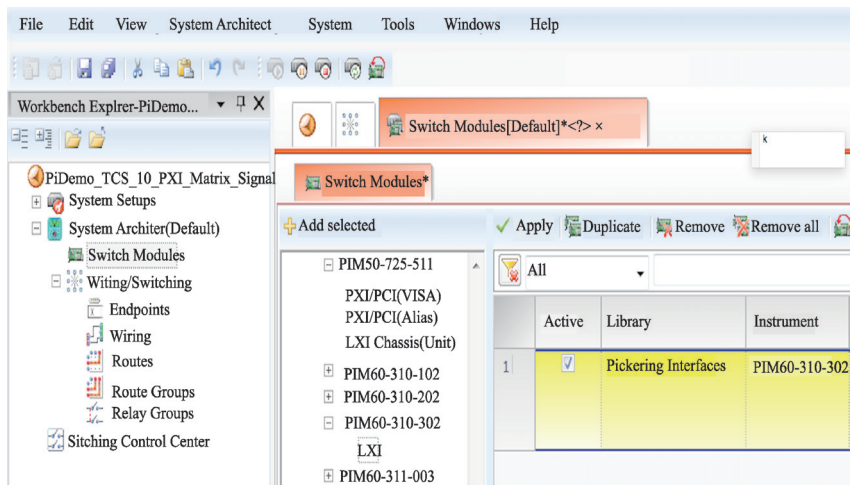 File Edit View System Architect System Tools Windows Help
Workbench Explrer-PiDemo...
PiDemo_TCS_10_PXI_Matrix_Signal
System Setups
System Architer(Default)
Switch Modules
Witing/Switching
Endpoints
Wiring
Routes
Route Groups
Relay Groups
Sitching Control Center
Switch Modules[Default]*<?> ×
k
Switch Modules*
Add selected
PIM50-725-511
PXI/PCI(VISA)
PXI/PCI(Alias)
LXI Chassis(Unit)
PIM60-310-102
PIM60-310-202
PIM60-310-302
LXI
PIM60-311-003
Apply Duplicate Remove Remove all
All
Active Library Instrument
1 Pickering Interfaces PIM60-310-302